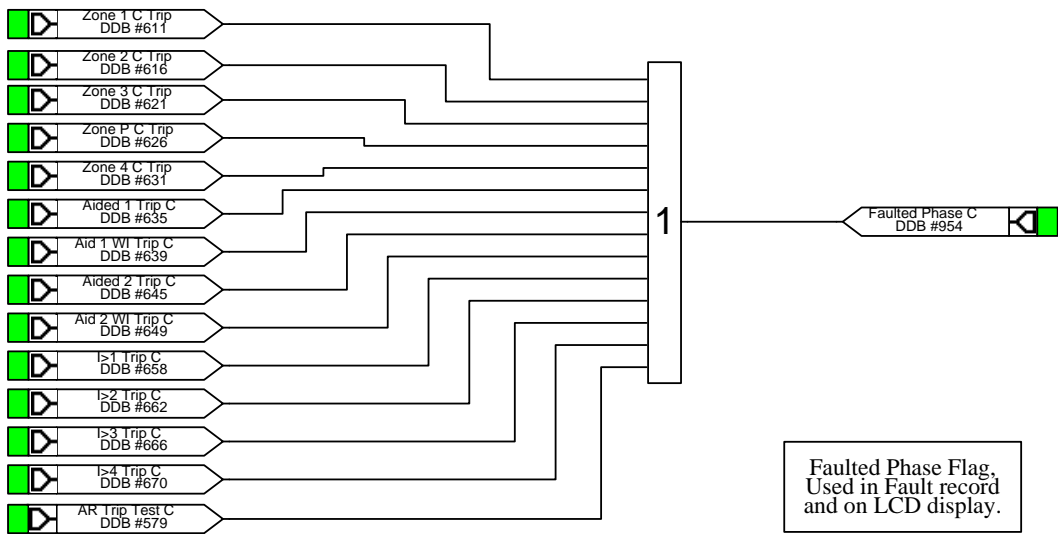 Zone 1 C Trip
DDB #611
Zone 2 C Trip
DDB #616
Zone 3 C Trip
DDB #621
Zone P C Trip
DDB #626
Zone 4 C Trip
DDB #631
Aided 1 Trip C
DDB #635
Aid 1 WI Trip C
DDB #639
Aided 2 Trip C
DDB #645
Aid 2 WI Trip C
DDB #649
I>1 Trip C
DDB #658
I>2 Trip C
DDB #662
I>3 Trip C
DDB #666
I>4 Trip C
DDB #670
AR Trip Test C
DDB #579
1
Faulted Phase C
DDB #954
Faulted Phase Flag,
Used in Fault record
and on LCD display.